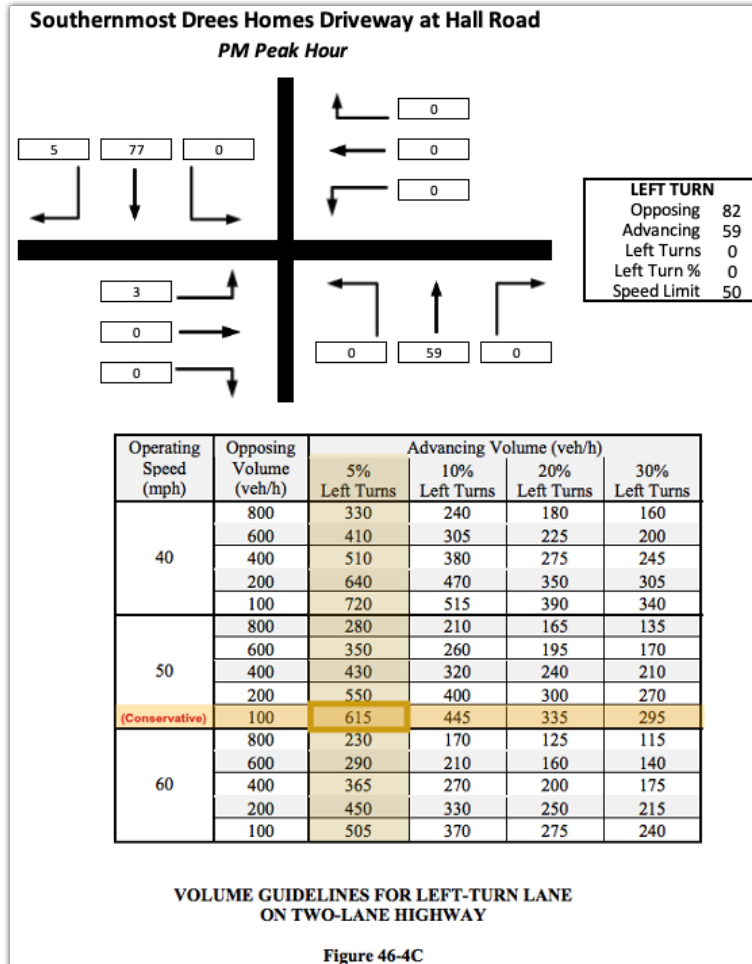 Southernmost Drees Homes Driveway at Hall Road
PM Peak Hour
0
5 77 0
0
0
LEFT TURN
Opposing 82
Advancing 59
Left Turns 0
Left Turn % 0
Speed Limit 50
3
0
0
0 59 0
Operating Speed (mph) Opposing Volume (veh/h) Advancing Volume (veh/h)
5% Left Turns 10% Left Turns 20% Left Turns 30% Left Turns
40
800 330 240 180 160
600 410 305 225 200
400 510 380 275 245
200 640 470 350 305
100 720 515 390 340
50
800 280 210 165 135
600 350 260 195 170
400 430 320 240 210
200 550 400 300 270
(Conservative) 100 615 445 335 295
60
800 230 170 125 115
600 290 210 160 140
400 365 270 200 175
200 450 330 250 215
100 505 370 275 240
VOLUME GUIDELINES FOR LEFT-TURN LANE
ON TWO-LANE HIGHWAY
Figure 46-4C